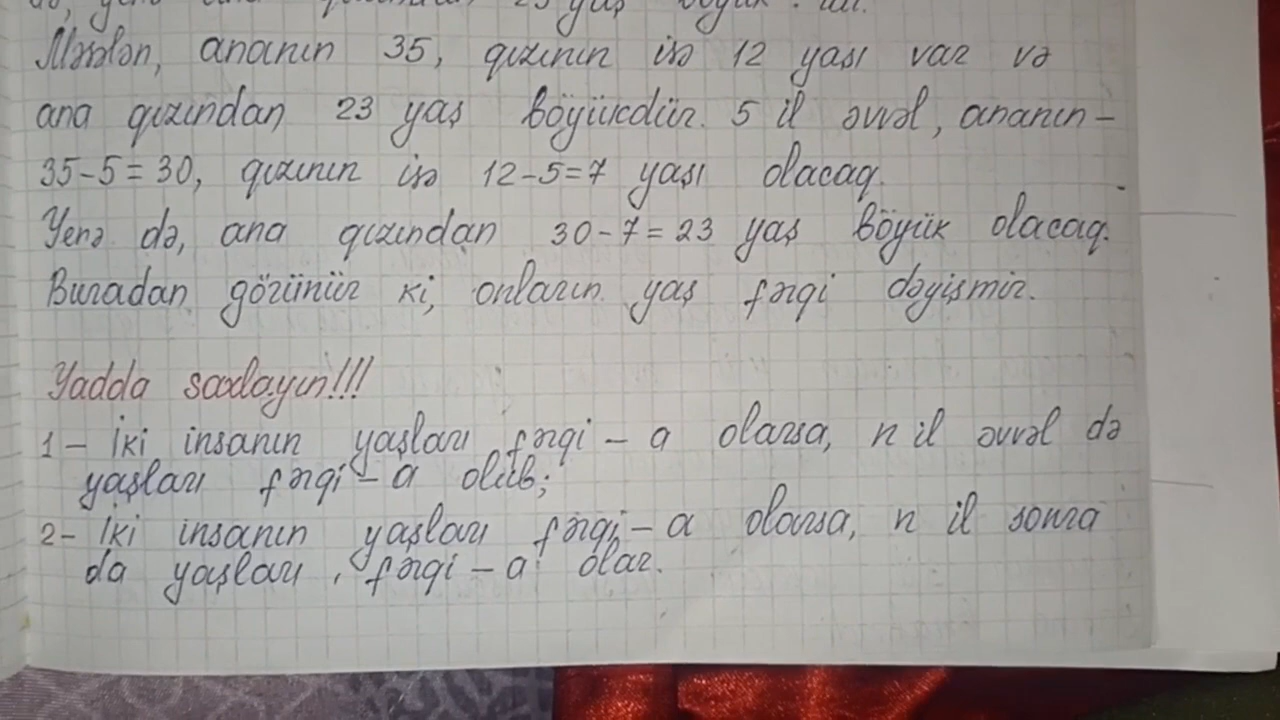 23 yaş böyük
Məsələn, ananın 35, qızının isə 12 yaşı var və
ana qızından 23 yaş böyükdür. 5 il əvvəl, ananın-
35-5=30, qızının isə 12-5=7 yaşı olacaq.
Yenə də, ana qızından 30-7=23 yaş böyük olacaq.
Buradan görünür ki, onların yaş fərqi dəyişmir.
Yadda saxlayın!!!
1- İki insanın yaşları fərqi-a olarsa, n il əvvəl də
yaşları fərqi-a olub;
2- İki insanın yaşları fərqi-a olarsa, n il sonra
da yaşları fərqi-a olar.